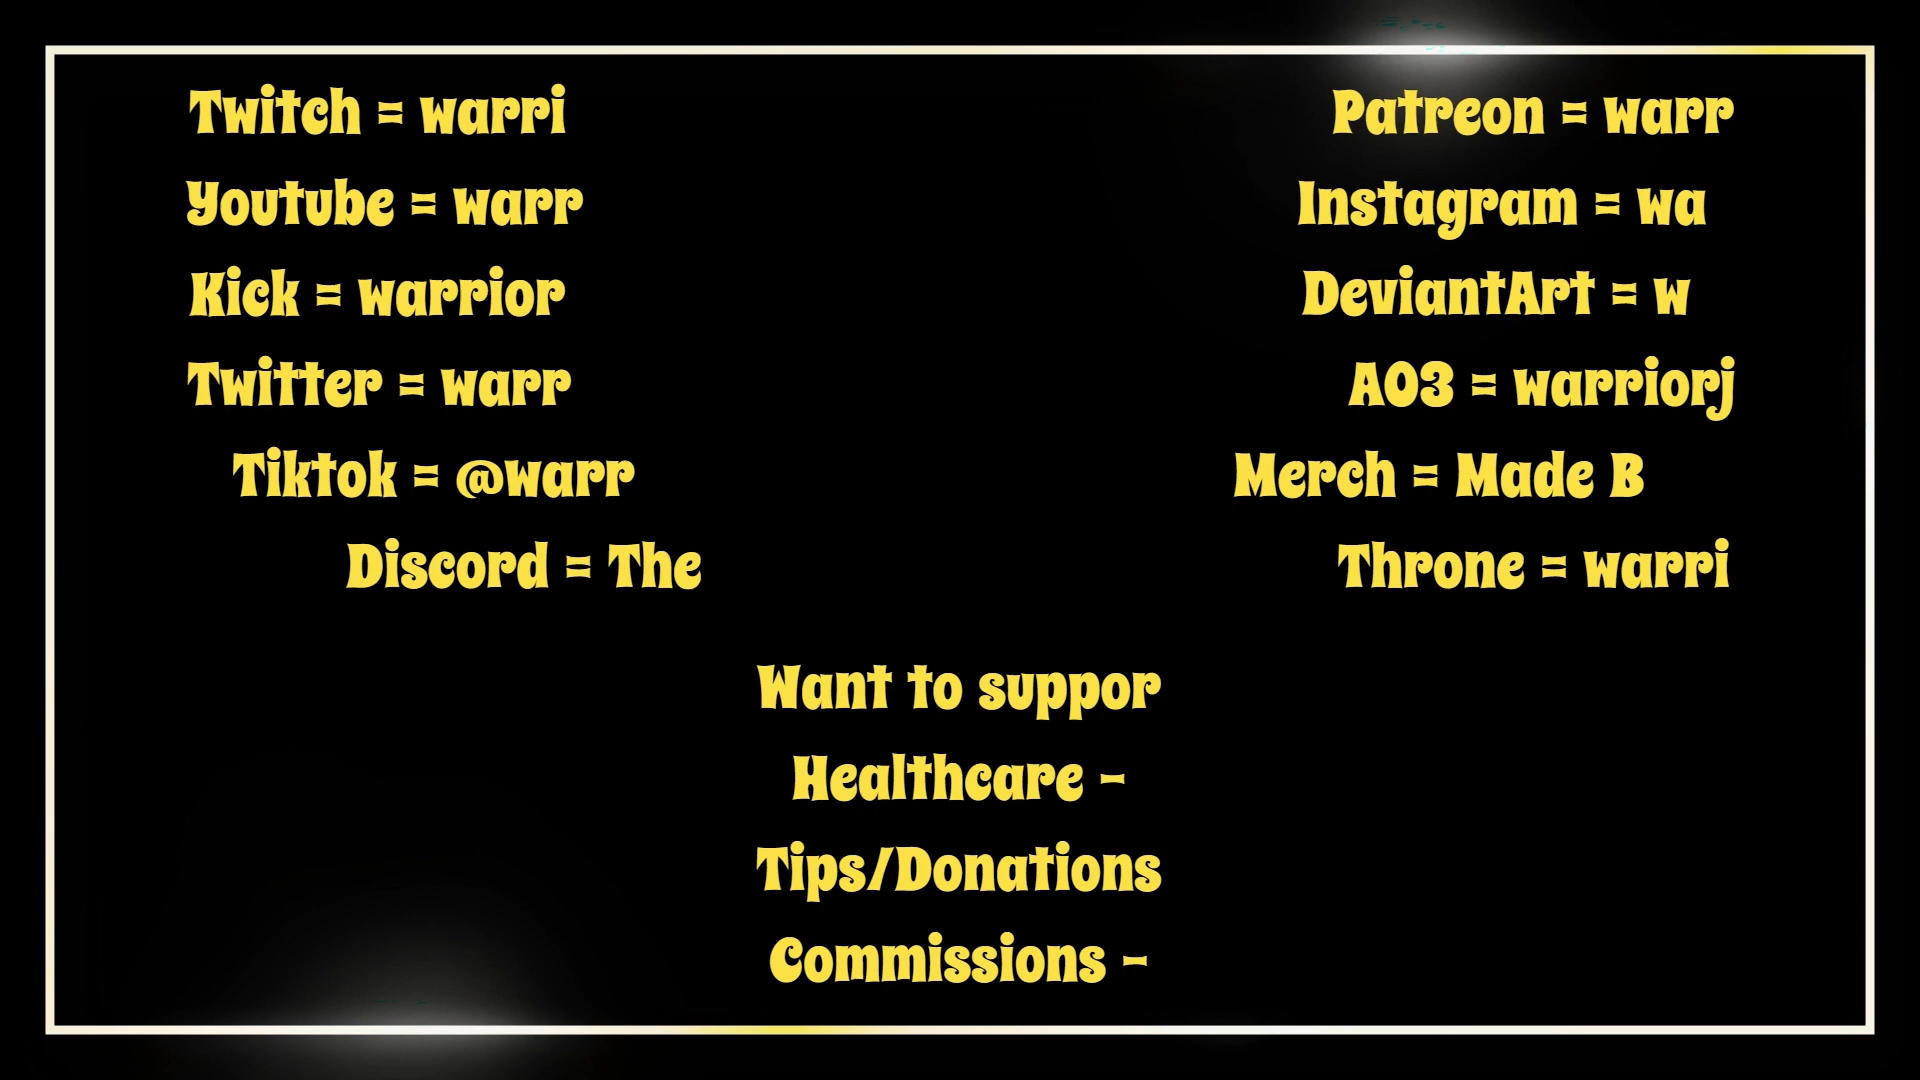 Twitch = warri
Youtube = warr
Kick = warrior
Twitter = warr
Tiktok = @warr
Discord = The
Patreon = warr
Instagram = wa
DeviantArt = w
AO3 = warriorj
Merch = Made B
Throne = warri
Want to suppor
Healthcare -
Tips/Donations
Commissions -